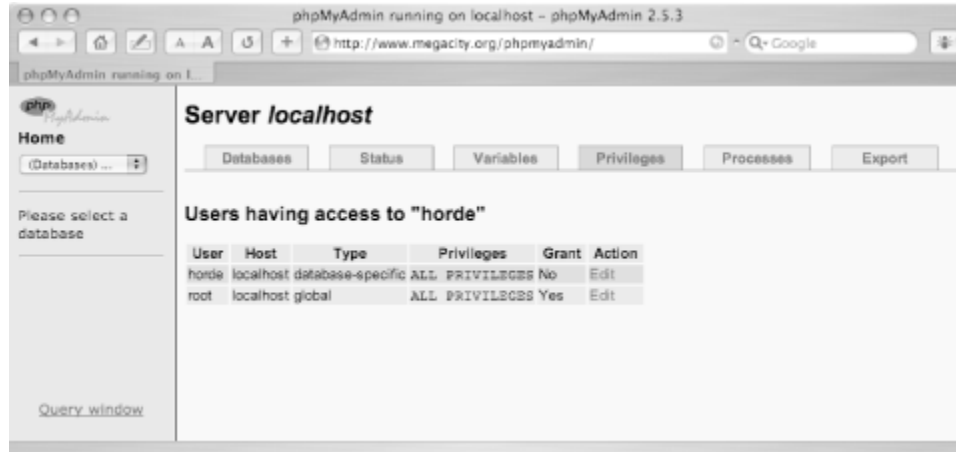 phpMyAdmin running on localhost – phpMyAdmin 2.5.3
A A http://www.megacity.org/phpmyadmin/ Q- Google
phpMyAdmin running on l...
php
MyAdmin
Home
(Databases) ...
Please select a
database
Query window
Server localhost
Databases Status Variables Privileges Processes Export
Users having access to "horde"
User Host Type Privileges Grant Action
horde localhost database-specific ALL PRIVILEGES No Edit
root localhost global ALL PRIVILEGES Yes Edit